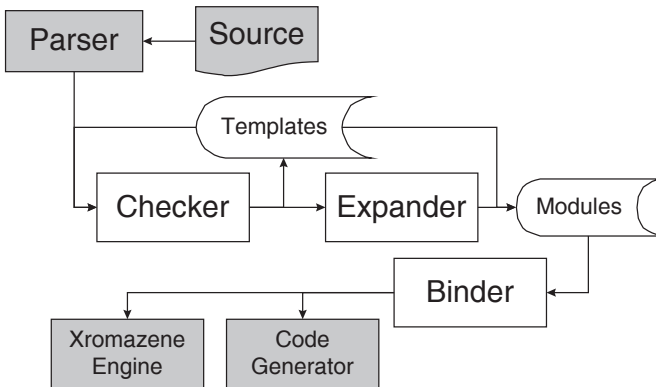 Parser
Source
Templates
Checker
Expander
Modules
Binder
Xromazene
Engine
Code
Generator